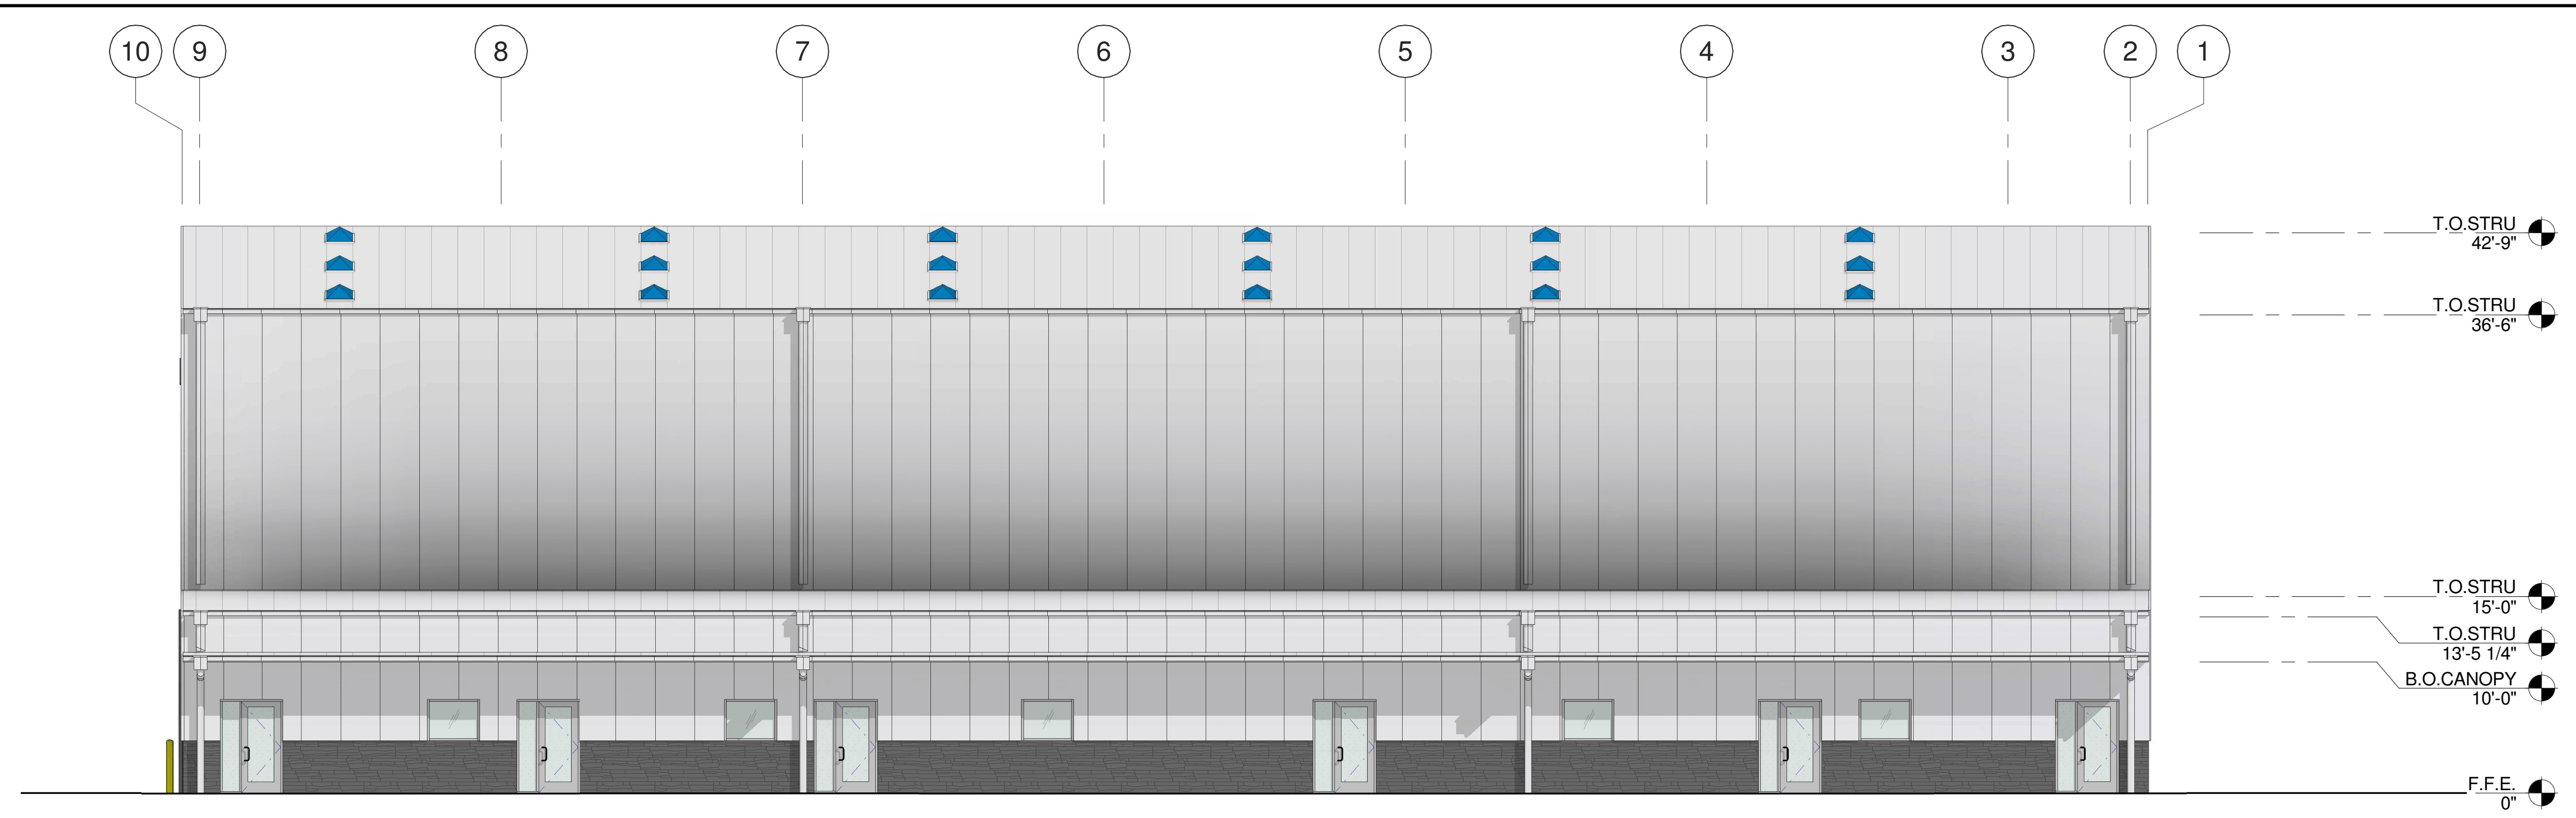 10
9
8
7
6
5
4
3
2
1
T.O.STRU
42'-9"
T.O.STRU
36'-6"
T.O.STRU
15'-0"
T.O.STRU
13'-5 1/4"
B.O.CANOPY
10'-0"
F.F.E.
0"